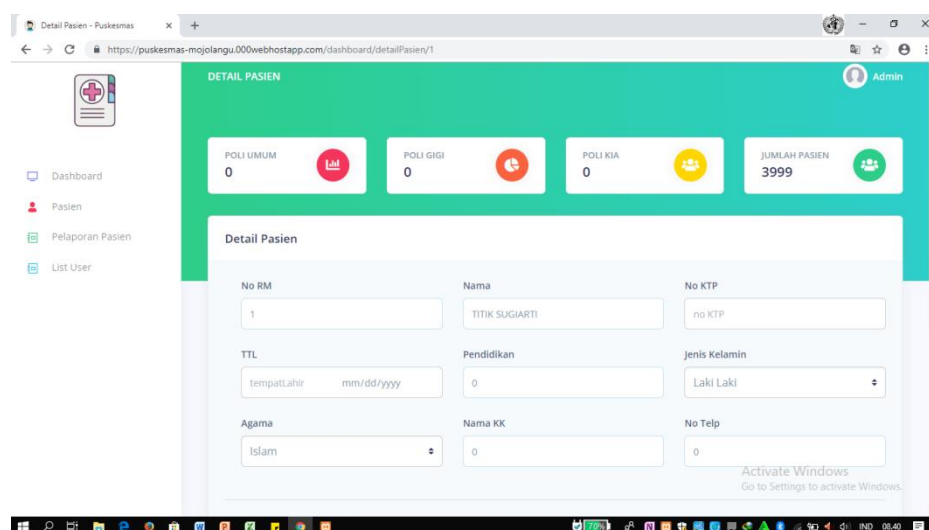 Detail Pasien - Puskesmas
https://puskesmas-mojolangu.000webhostapp.com/dashboard/detailPasien/1
DETAIL PASIEN
Admin
POLI UMUM
0
POLI GIGI
0
POLI KIA
0
JUMLAH PASIEN
3999
Dashboard
Pasien
Pelaporan Pasien
List User
Detail Pasien
No RM
Nama
No KTP
1
TITIK SUGIARTI
no KTP
TTL
Pendidikan
Jenis Kelamin
tempatLahir mm/dd/yyyy
0
Laki Laki
Agama
Nama KK
No Telp
Islam
0
0
Activate Windows
Go to Settings to activate Windows.
70%
IND 08.40